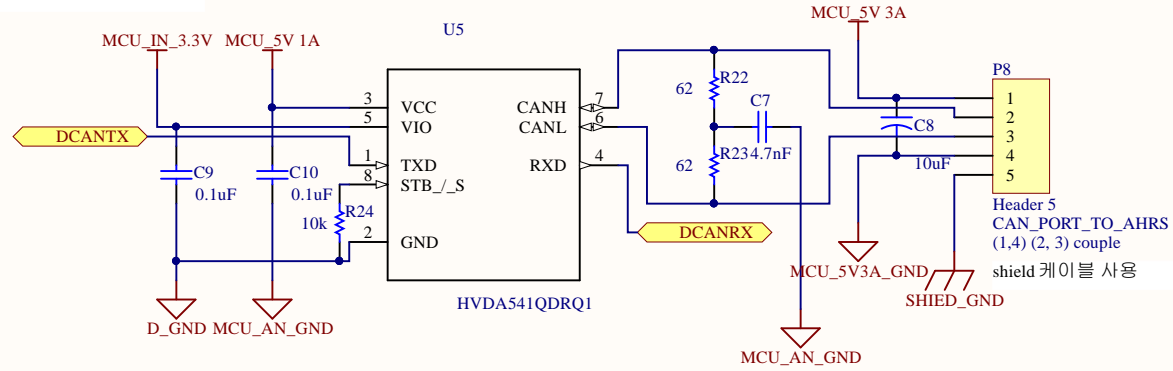 U5
MCU_5V 3A
MCU_IN_3.3V
MCU_5V 1A
P8
DCANTX
3
VCC
5
VIO
1
TXD
8
STB_/_S
2
GND
CANH
7
CANL
6
RXD
4
HVDA541QDRQ1
C9
0.1uF
C10
0.1uF
R24
10k
D_GND
MCU_AN_GND
62
R22
C7
4.7nF
62
R23
DCANRX
MCU_AN_GND
C8
10uF
1
2
3
4
5
Header 5
CAN_PORT_TO_AHRS
(1,4) (2, 3) couple
shield 케이블 사용
MCU_5V3A_GND
SHIED_GND